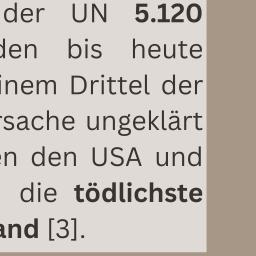 der UN 5.120
den bis heute
inem Drittel der
rsache ungeklärt
en den USA und
die tödlichste
and [3].